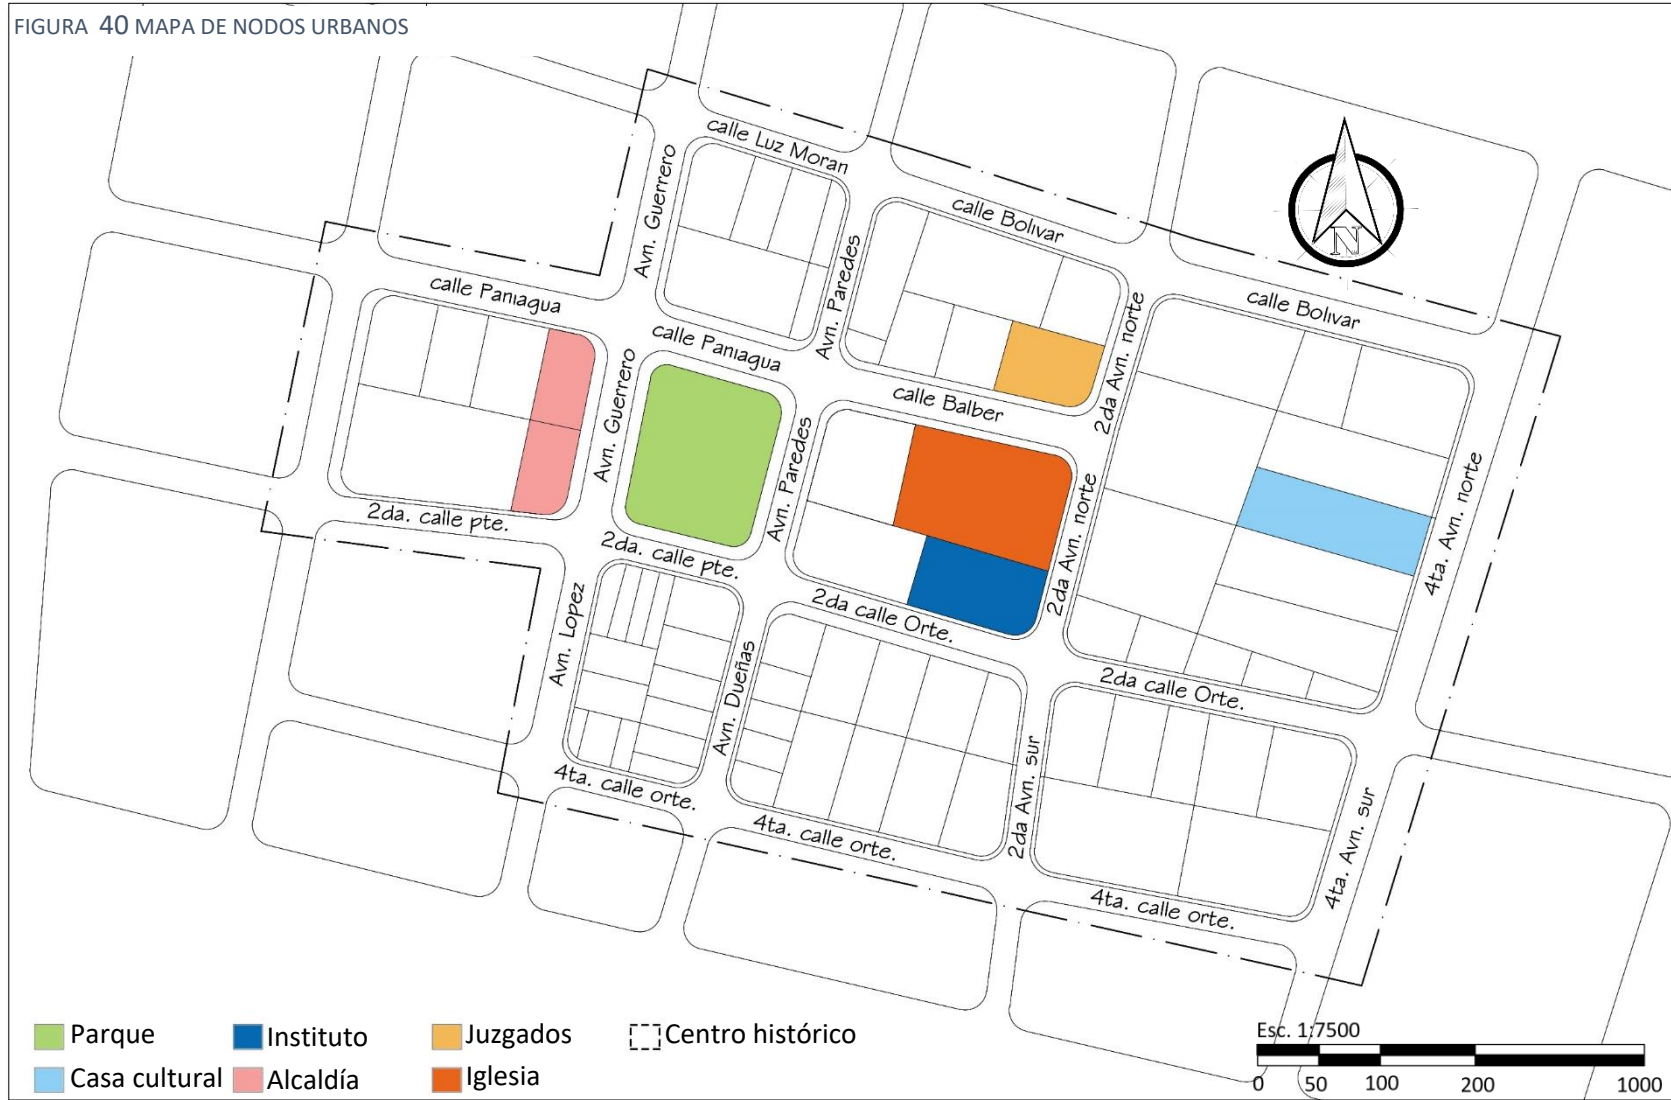 FIGURA 40 MAPA DE NODOS URBANOS
calle Luz Moran
Avn. Guerrero
calle Bolivar
calle Paniagua
Avn. Paredes
calle Bolivar
2da Avn. norte
calle Paniagua
Avn. Guerrero
calle Balber
Avn. Paredes
2da Avn. norte
4ta. Avn. norte
2da. calle pte.
2da. calle pte.
2da calle Orte.
Avn. Lopez
Avn. Dueñas
2da calle Orte.
2da Avn. sur
4ta. calle orte.
4ta. calle orte.
4ta. Avn. sur
4ta. calle orte.
N
Parque
Instituto
Juzgados
Centro histórico
Casa cultural
Alcaldía
Iglesia
Esc. 1:7500
0 50 100 200 1000